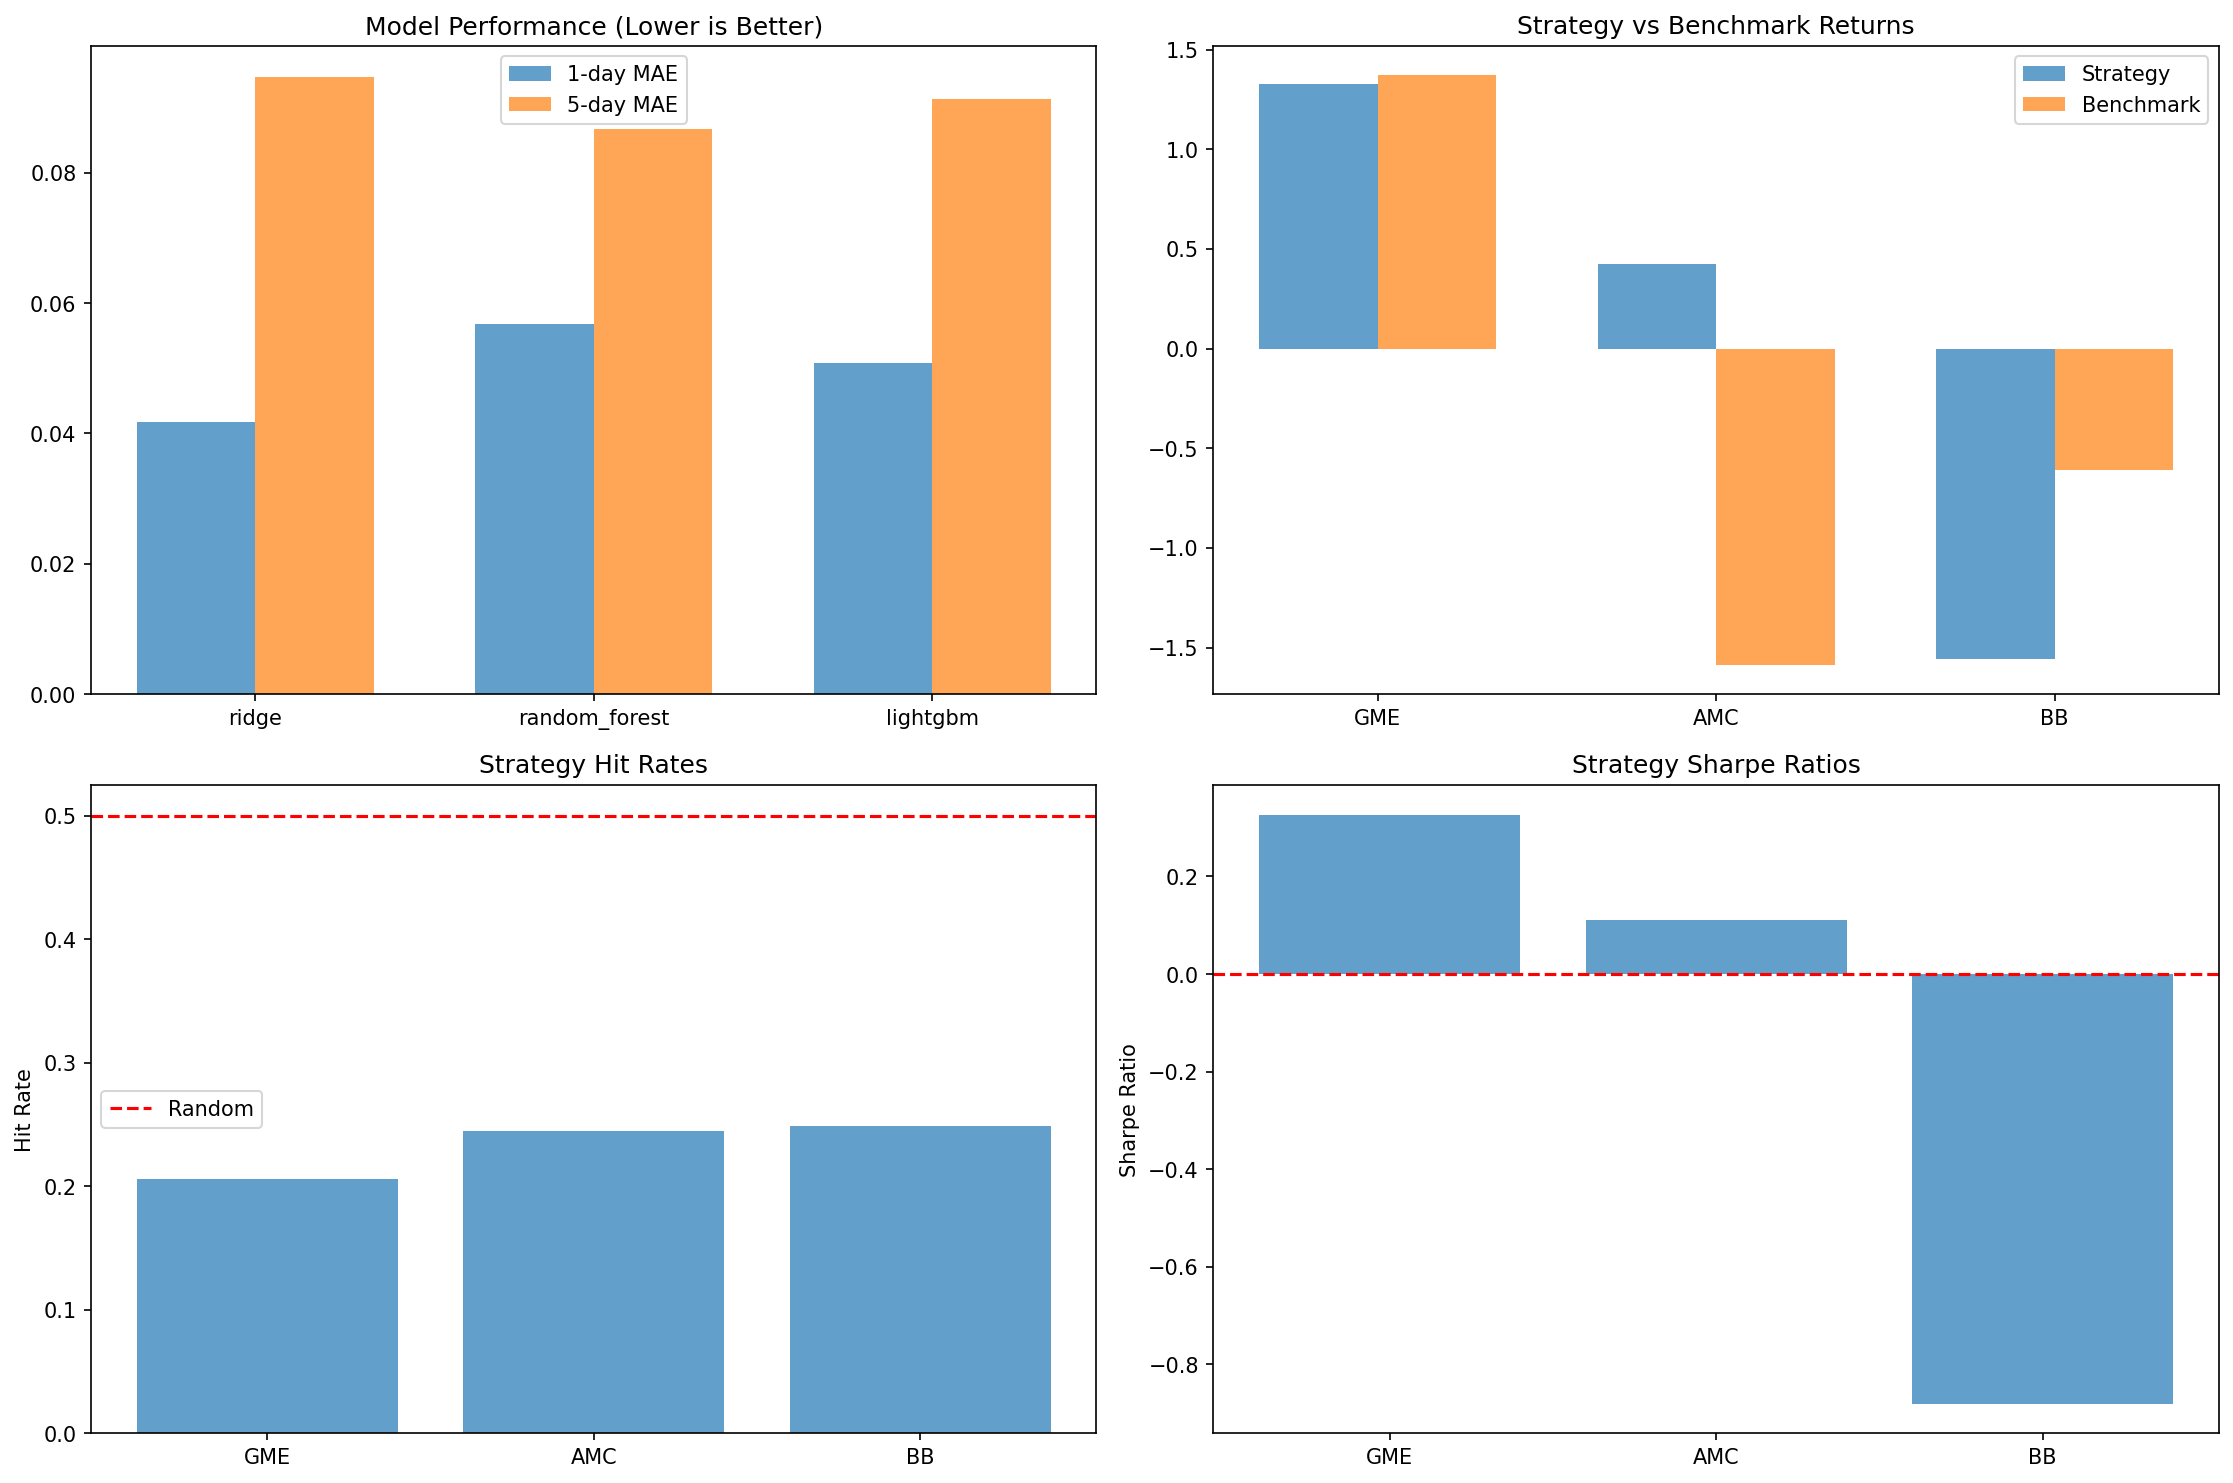 Model Performance (Lower is Better)
1-day MAE
5-day MAE
0.08
0.06
0.04
0.02
0.00
ridge
random_forest
lightgbm
Strategy vs Benchmark Returns
Strategy
Benchmark
1.5
1.0
0.5
0.0
−0.5
−1.0
−1.5
GME
AMC
BB
Strategy Hit Rates
Hit Rate
0.5
0.4
0.3
0.2
0.1
0.0
Random
GME
AMC
BB
Strategy Sharpe Ratios
Sharpe Ratio
0.2
0.0
−0.2
−0.4
−0.6
−0.8
GME
AMC
BB